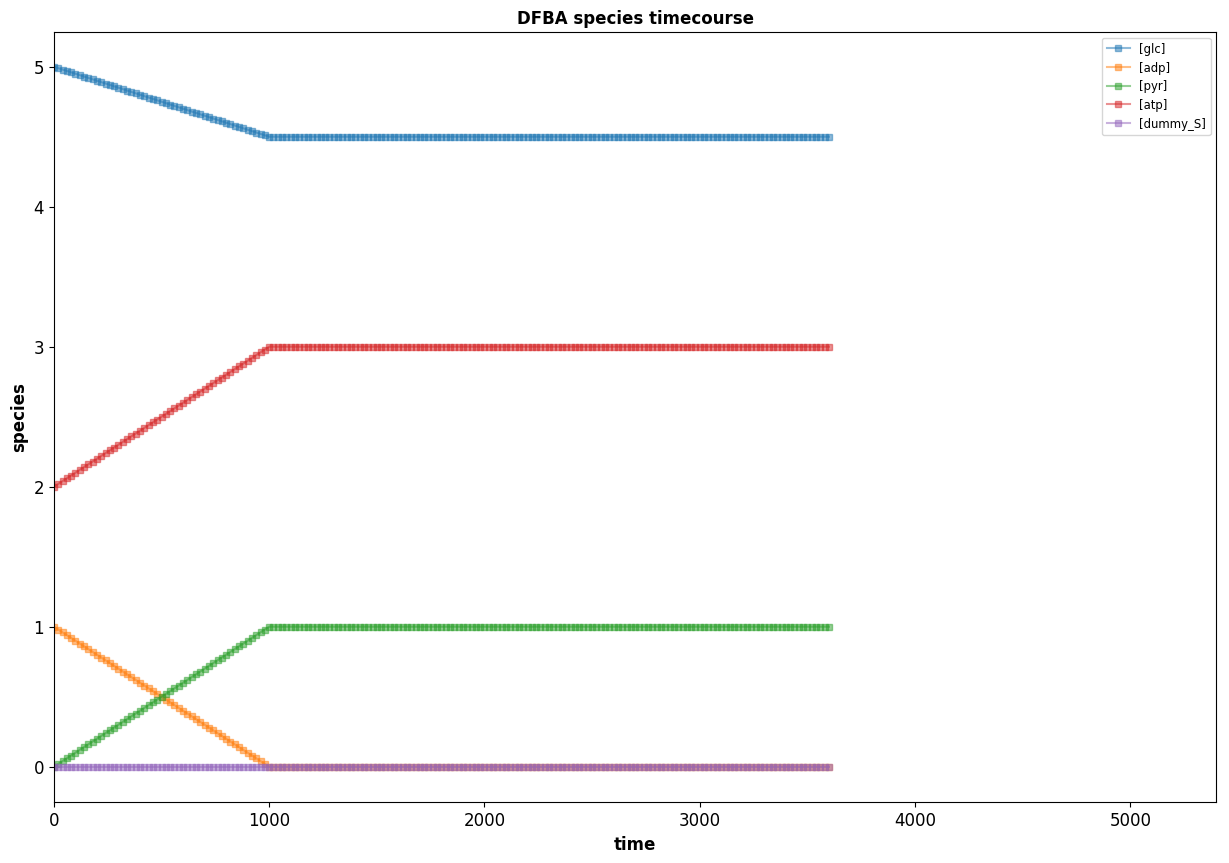 DFBA species timecourse
[glc]
[adp]
[pyr]
[atp]
[dummy_S]
5
4
3
2
1
0
species
0 1000 2000 3000 4000 5000
time